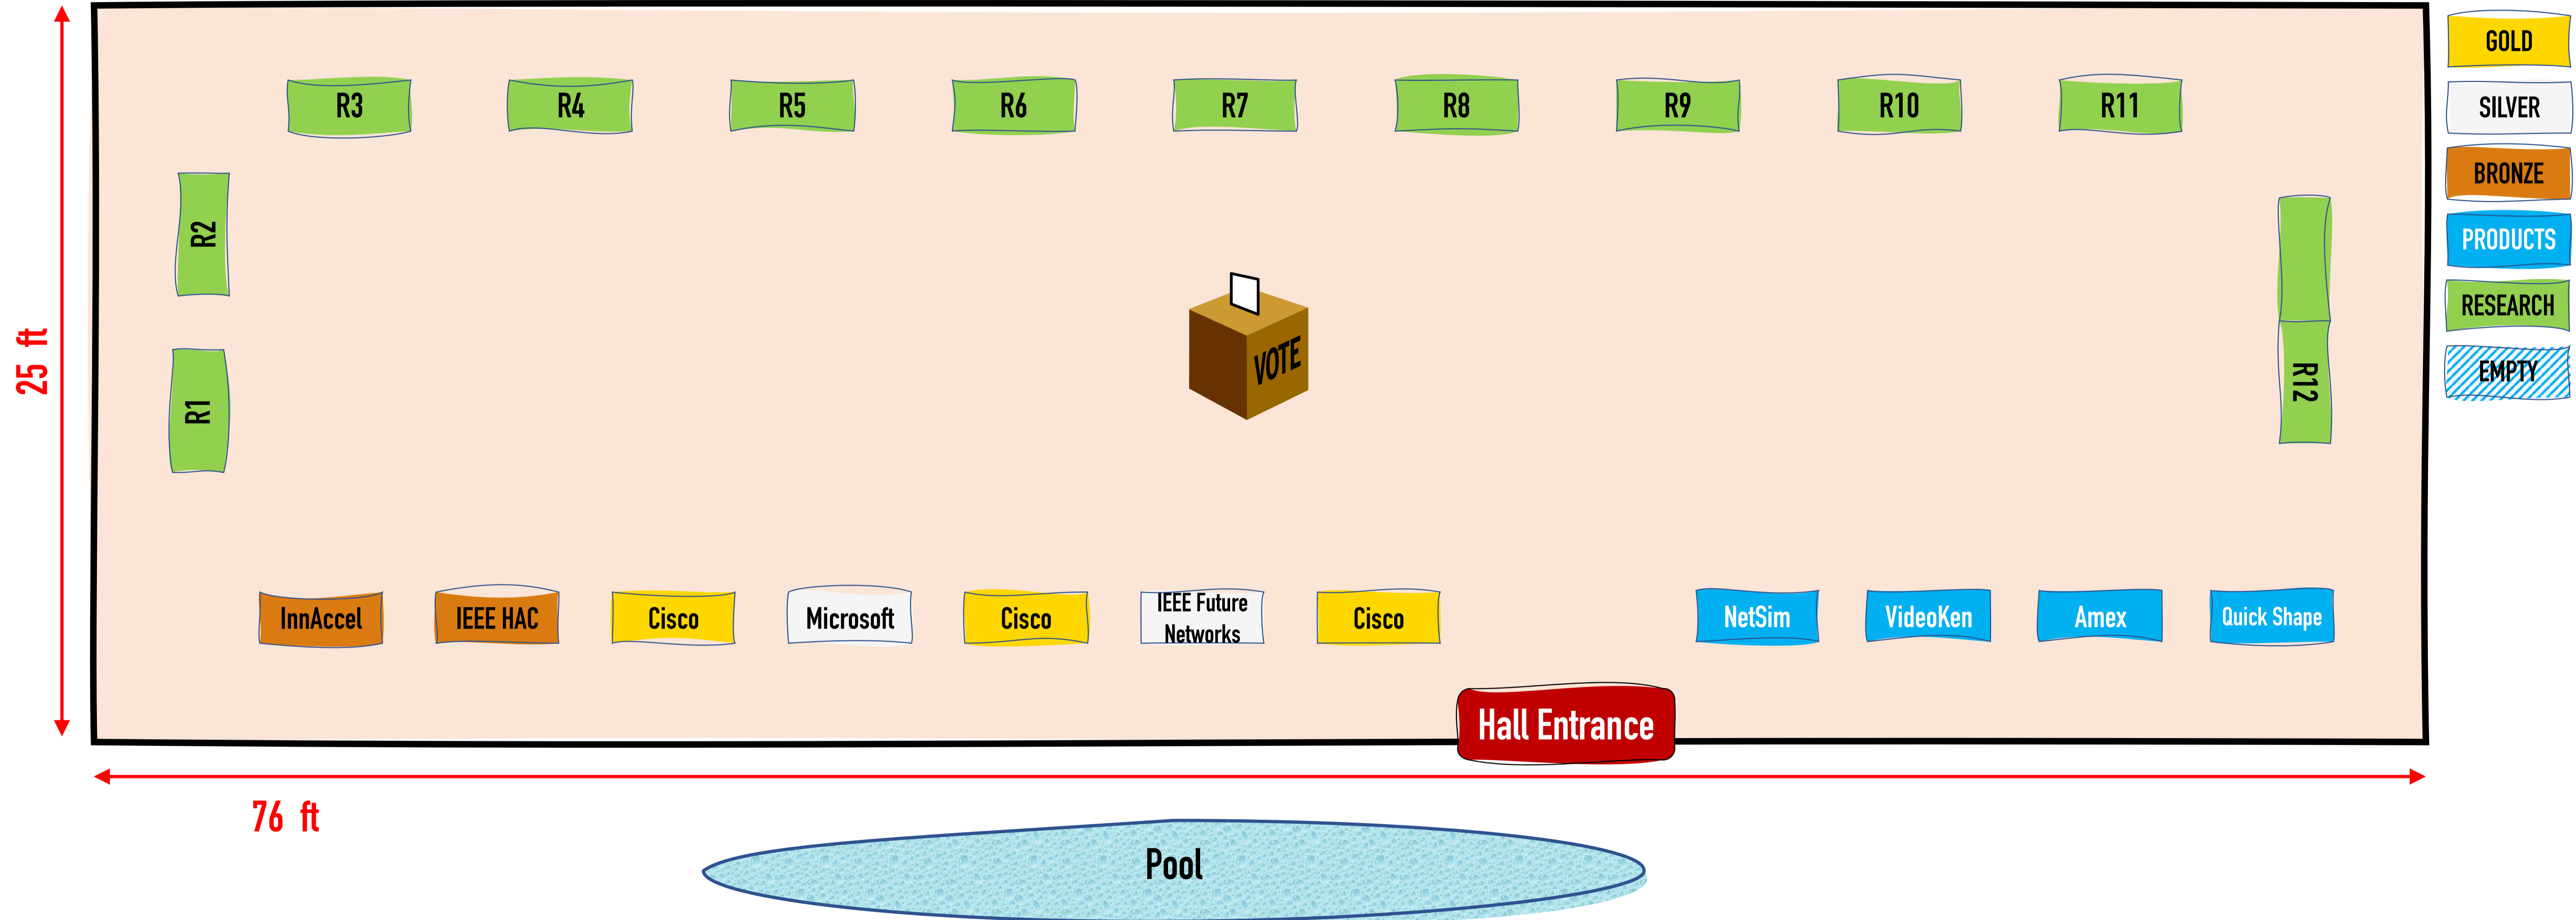 GOLD
SILVER
BRONZE
PRODUCTS
RESEARCH
EMPTY
R3 R4 R5 R6 R7 R8 R9 R10 R11
R2
R1
R12
VOTE
25 ft
InnAccel IEEE HAC Cisco Microsoft Cisco IEEE Future
Networks Cisco NetSim VideoKen Amex Quick Shape
Hall Entrance
76 ft
Pool